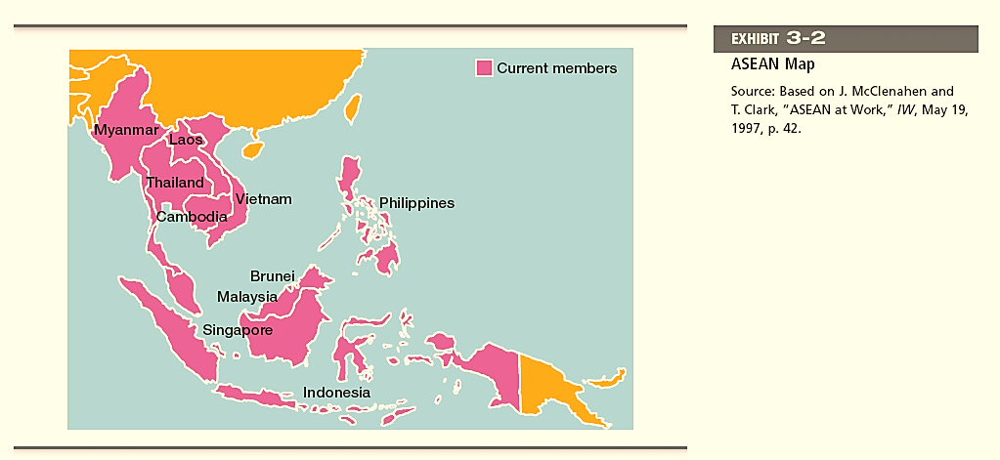 EXHIBIT 3-2
ASEAN Map
Source: Based on J. McClenahen and
T. Clark, “ASEAN at Work,” IW, May 19,
1997, p. 42.
Current members
Myanmar
Laos
Thailand
Vietnam
Cambodia
Philippines
Brunei
Malaysia
Singapore
Indonesia